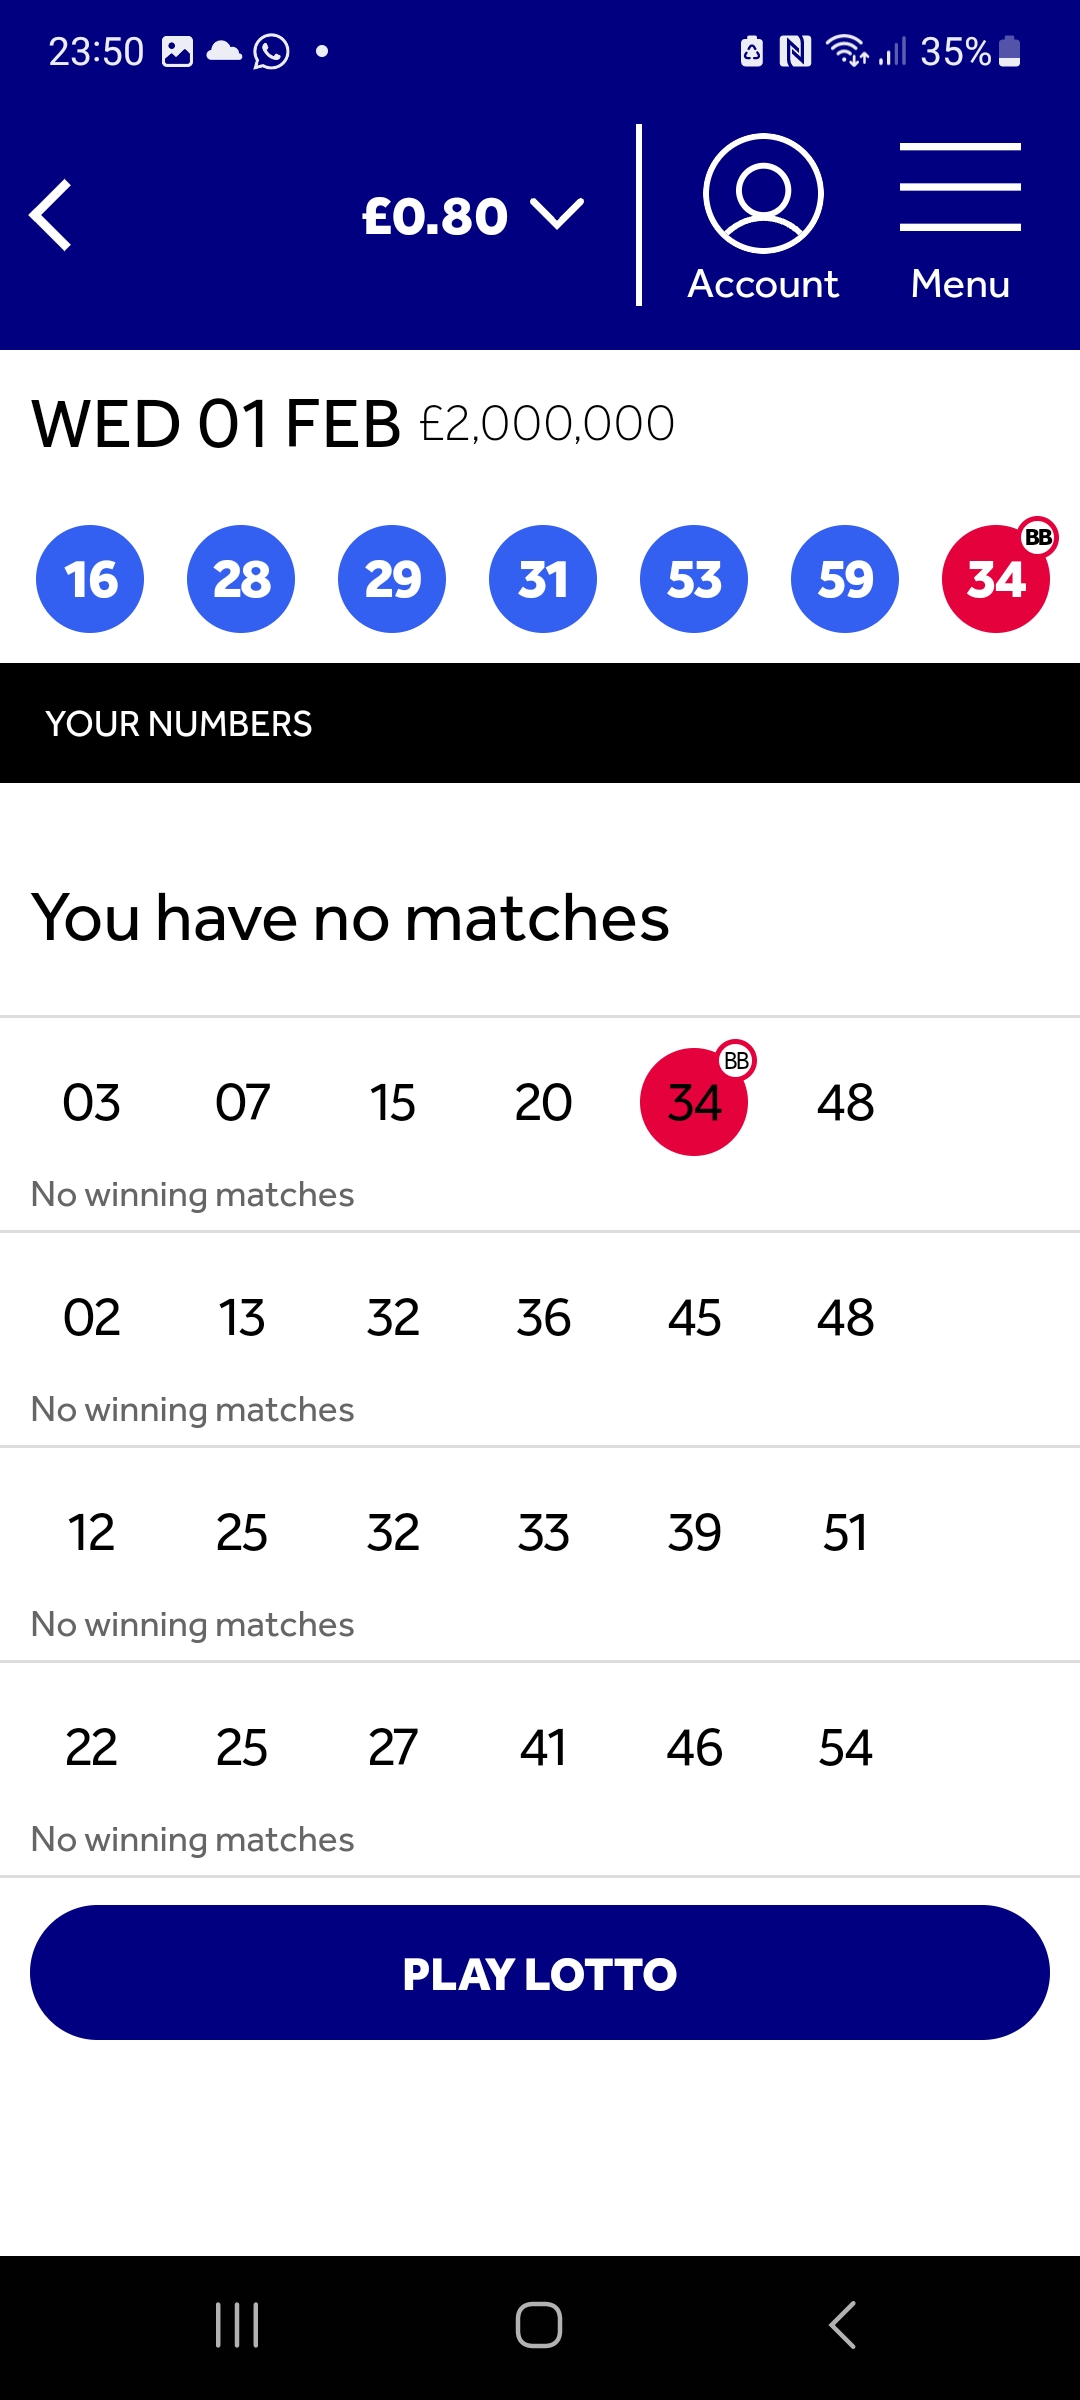 23:50 35%
£0.80
Account Menu
WED 01 FEB £2,000,000
BB
16 28 29 31 53 59 34
YOUR NUMBERS
You have no matches
BB
03 07 15 20 34 48
No winning matches
02 13 32 36 45 48
No winning matches
12 25 32 33 39 51
No winning matches
22 25 27 41 46 54
No winning matches
PLAY LOTTO